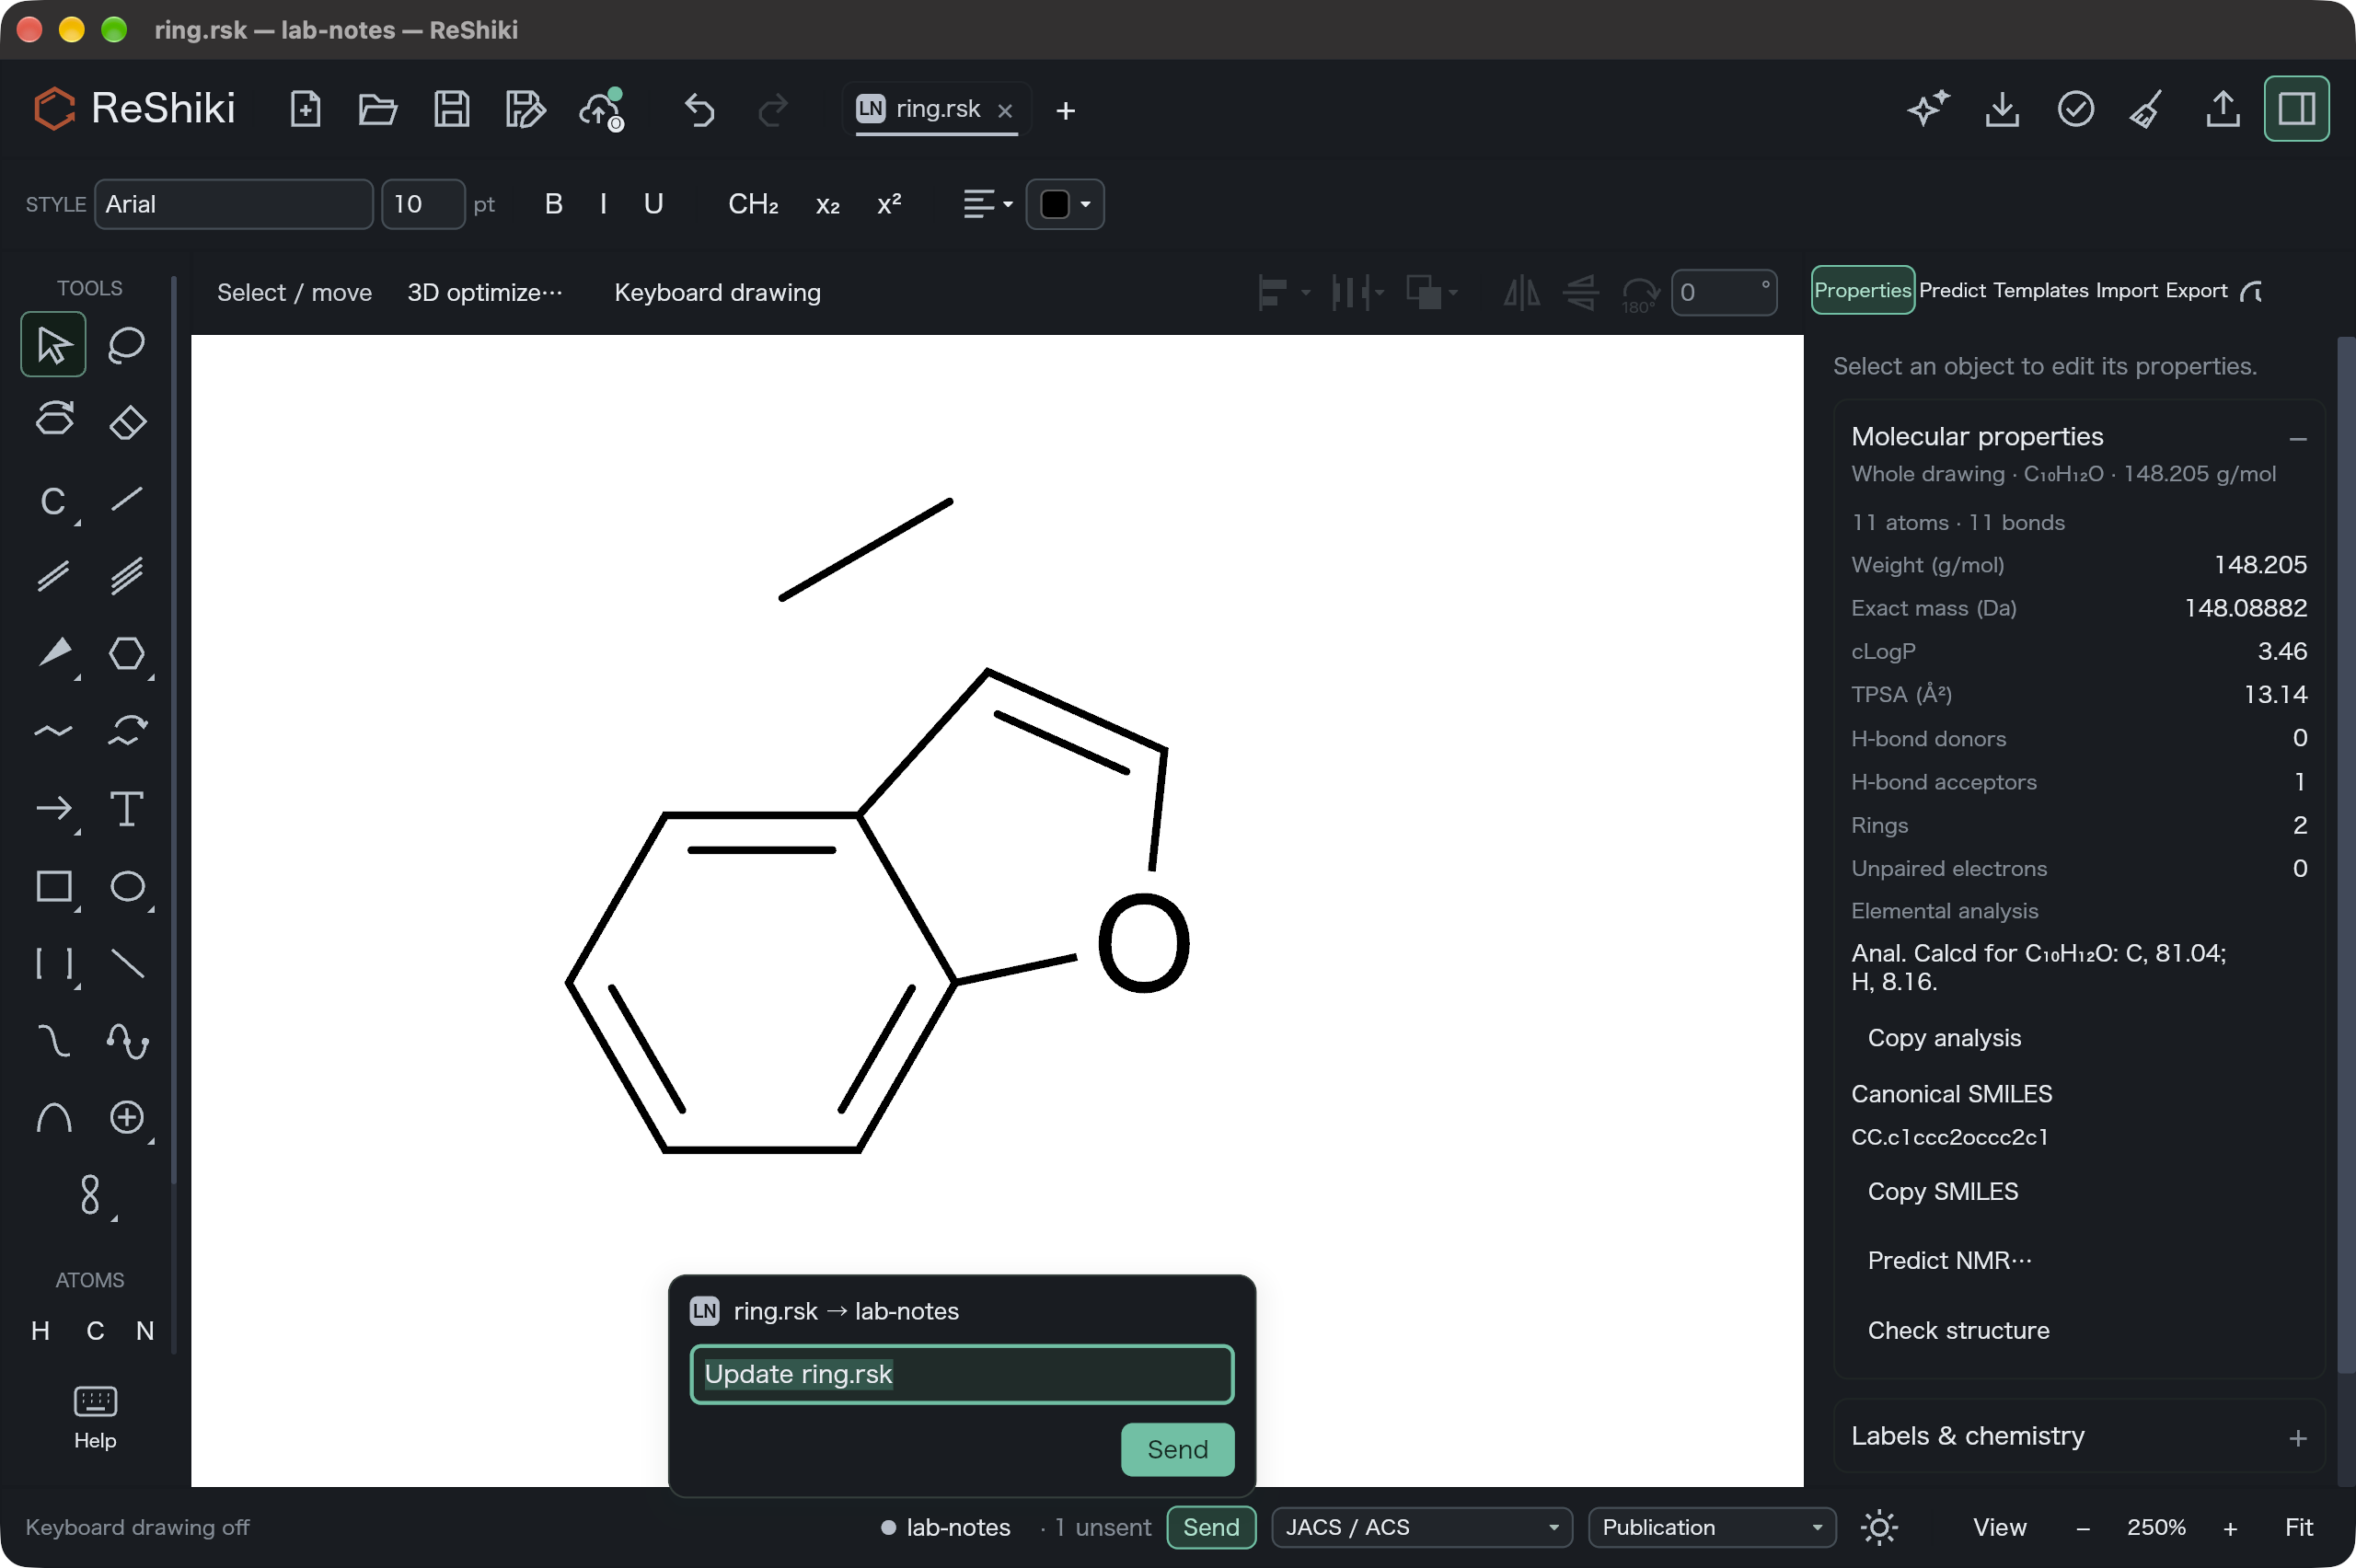 ring.rsk — lab-notes — ReShiki
ReShiki
LN ring.rsk × +
STYLE Arial 10 pt B I U CH₂ x₂ x²
TOOLS
Select / move 3D optimize··· Keyboard drawing
180° 0 °
Properties Predict Templates Import Export
Select an object to edit its properties.
Molecular properties −
Whole drawing · C₁₀H₁₂O · 148.205 g/mol
11 atoms · 11 bonds
Weight (g/mol) 148.205
Exact mass (Da) 148.08882
cLogP 3.46
TPSA (Å²) 13.14
H-bond donors 0
H-bond acceptors 1
Rings 2
Unpaired electrons 0
Elemental analysis
Anal. Calcd for C₁₀H₁₂O: C, 81.04;
H, 8.16.
Copy analysis
Canonical SMILES
CC.c1ccc2occc2c1
Copy SMILES
Predict NMR···
Check structure
Labels & chemistry +
C
T
[ ]
ATOMS
H C N
Help
O
LN ring.rsk → lab-notes
Update ring.rsk
Send
Keyboard drawing off
lab-notes · 1 unsent Send JACS / ACS Publication View − 250% + Fit